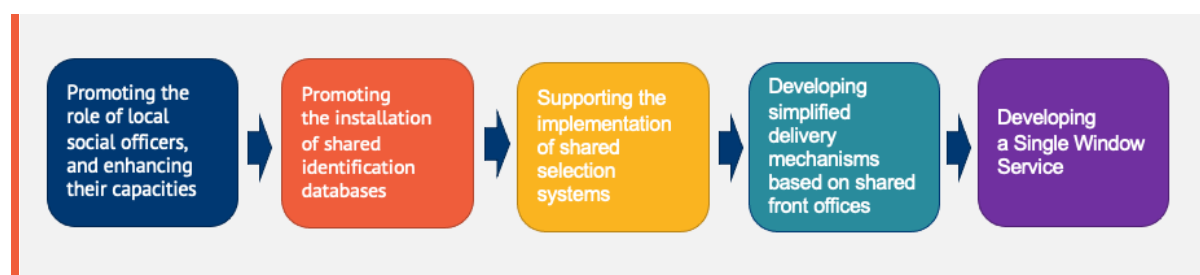 Promoting the
role of local
social officers,
and enhancing
their capacities
Promoting
the installation
of shared
identification
databases
Supporting the
implementation
of shared
selection
systems
Developing
simplified
delivery
mechanisms
based on shared
front offices
Developing
a Single Window
Service